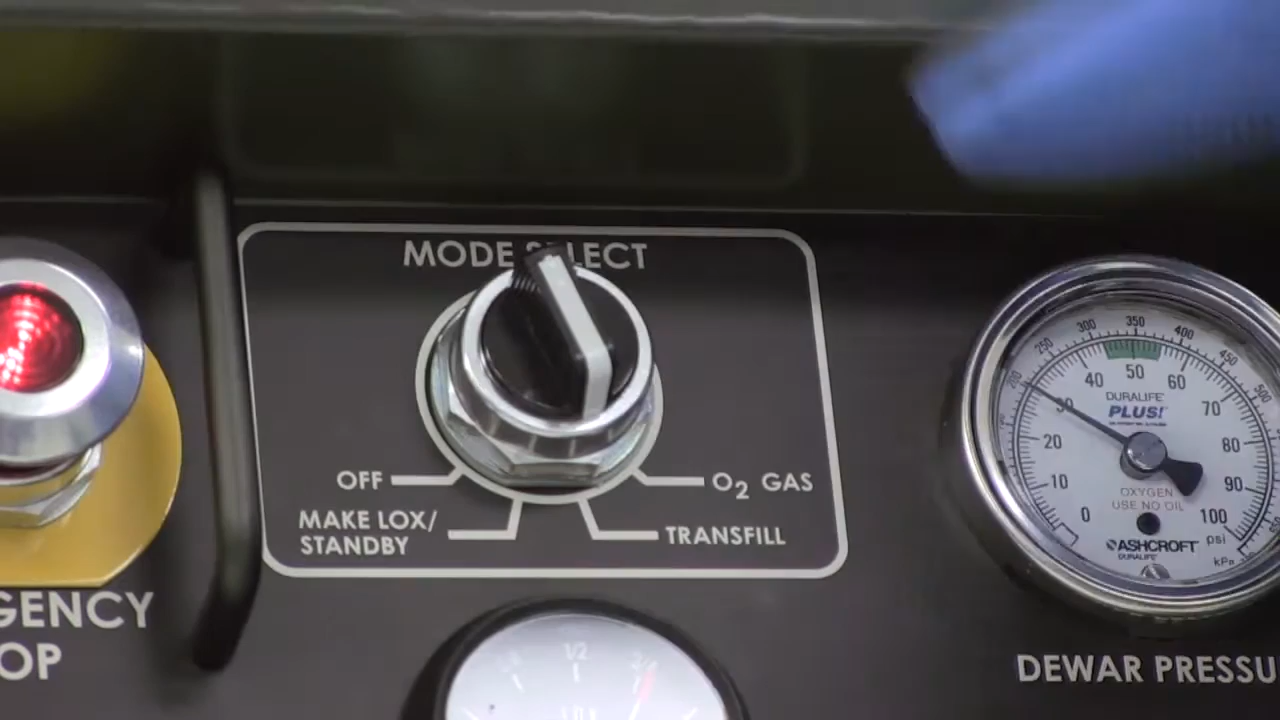 MODE SELECT
OFF
MAKE LOX/
STANDBY
O2 GAS
TRANSFILL
GENCY
OP
1/2
200
250
300
350
400
450
500
0
10
20
30
40
50
60
70
80
90
100
psi
kPa
DURALIFE
PLUS!
OXYGEN
USE NO OIL
ASHCROFT
DURALIFE
DEWAR PRESSU